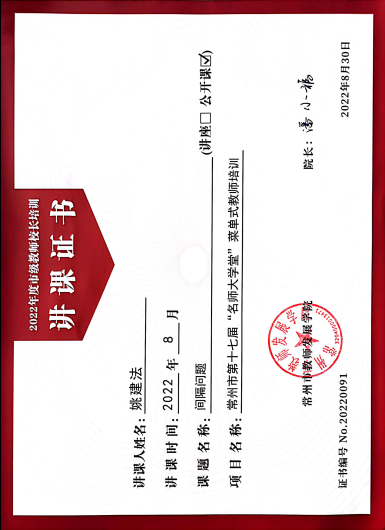 2022年度市级教师校长培训
讲课证书
讲课人姓名：姚建法
讲课时间：2022 年 8 月
课题名称：间隔问题 (讲座□ 公开课☑)
项目名称：常州市第十七届“名师大学堂”菜单式教师培训
常州市教师发展学院
院长：潘小福
证书编号 No.20220091
2022年8月30日